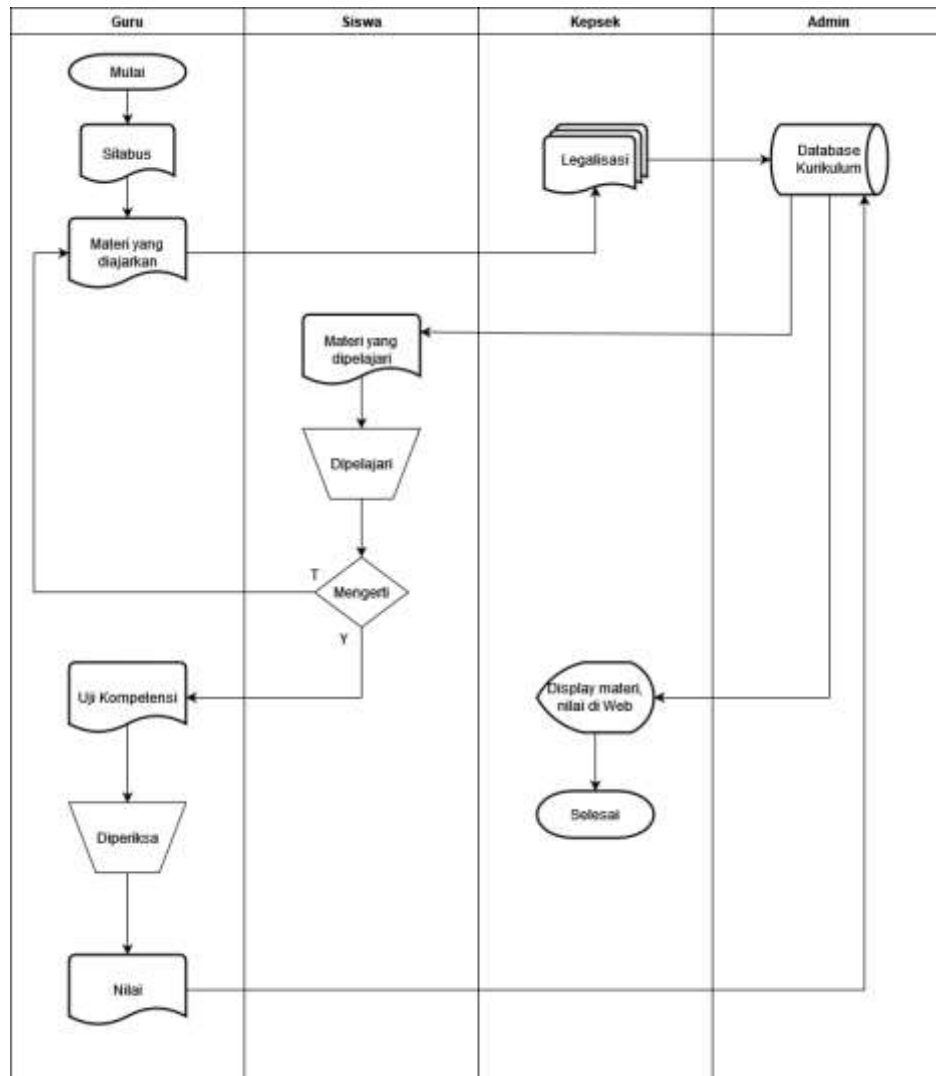 Guru
Siswa
Kepsek
Admin
Mulai
Silabus
Legalisasi
Database
Kurikulum
Materi yang
diajarkan
Materi yang
dipelajari
Dipelajari
T
Mengerti
Y
Uji Kompetensi
Display materi,
nilai di Web
Selesai
Diperiksa
Nilai